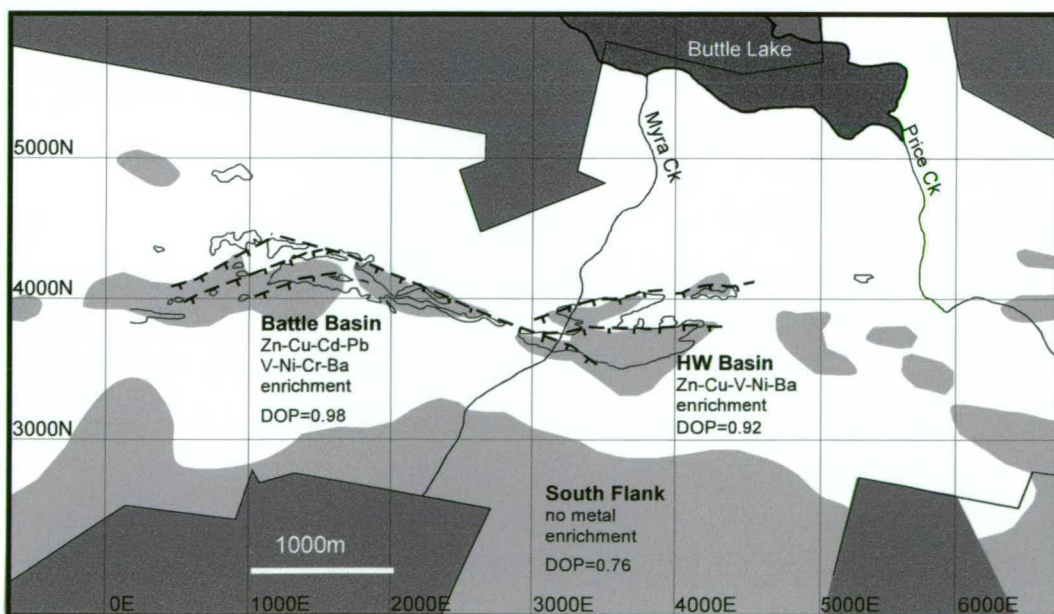 Buttle Lake
Myra Ck
Price Ck
5000N
4000N
Battle Basin
Zn-Cu-Cd-Pb
V-Ni-Cr-Ba
enrichment
DOP=0.98
HW Basin
Zn-Cu-V-Ni-Ba
enrichment
DOP=0.92
3000N
South Flank
no metal
enrichment
DOP=0.76
1000m
0E
1000E
2000E
3000E
4000E
5000E
6000E